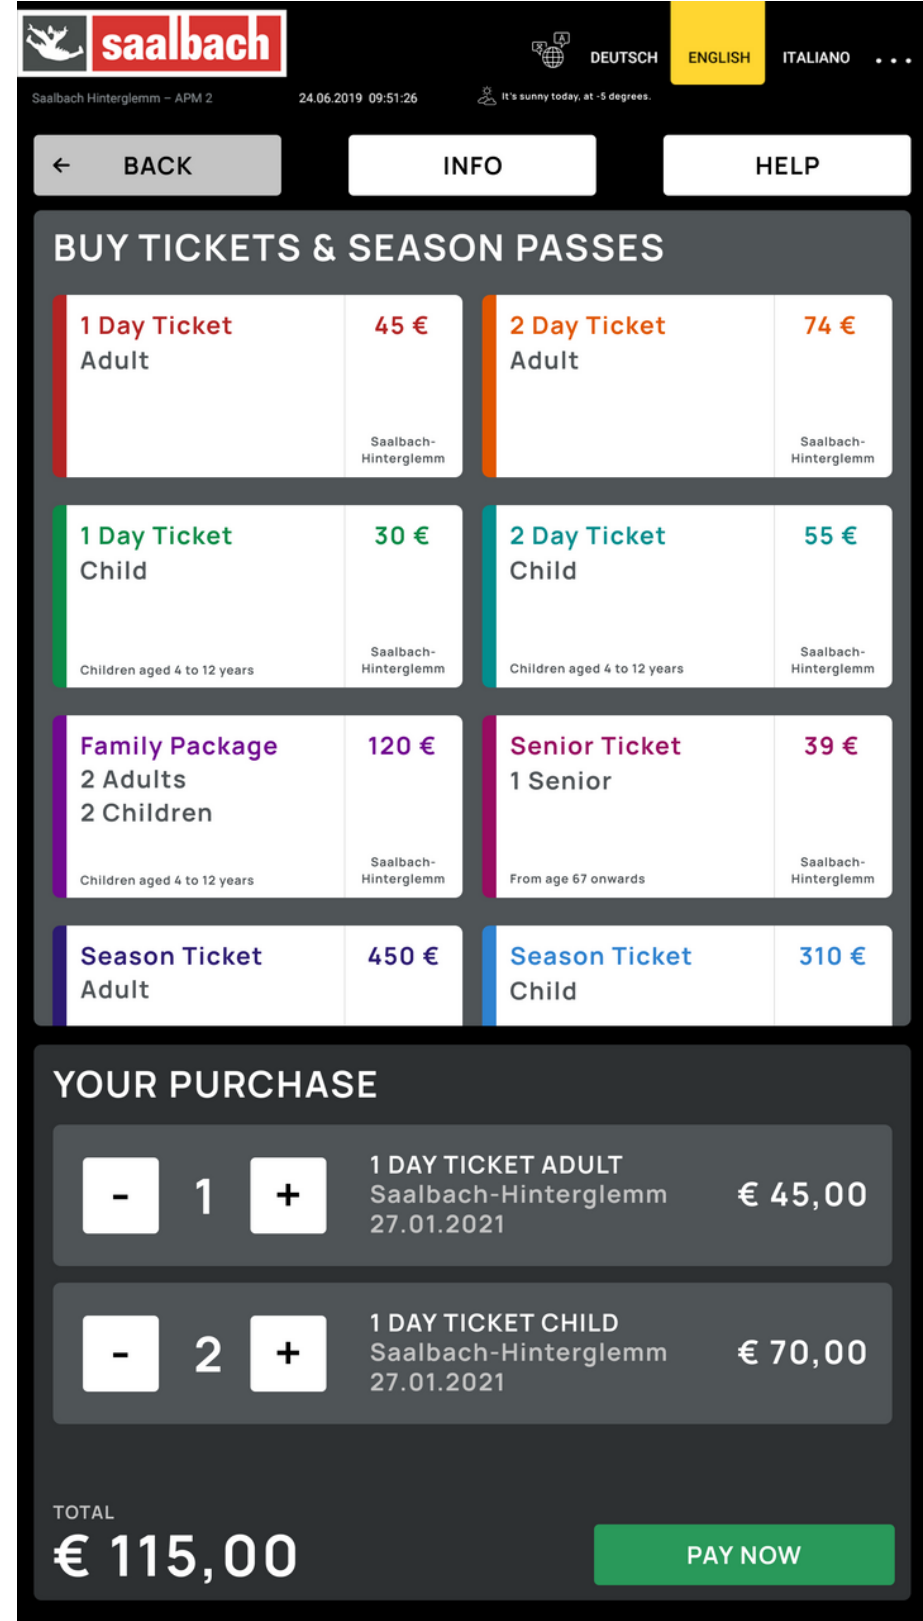 saalbach
DEUTSCH
ENGLISH
ITALIANO
...
Saalbach Hinterglemm – APM 2
24.06.2019 09:51:26
It's sunny today, at -5 degrees.
← BACK
INFO
HELP
BUY TICKETS & SEASON PASSES
1 Day Ticket
Adult
45 €
Saalbach-
Hinterglemm
2 Day Ticket
Adult
74 €
Saalbach-
Hinterglemm
1 Day Ticket
Child
Children aged 4 to 12 years
30 €
Saalbach-
Hinterglemm
2 Day Ticket
Child
Children aged 4 to 12 years
55 €
Saalbach-
Hinterglemm
Family Package
2 Adults
2 Children
Children aged 4 to 12 years
120 €
Saalbach-
Hinterglemm
Senior Ticket
1 Senior
From age 67 onwards
39 €
Saalbach-
Hinterglemm
Season Ticket
Adult
450 €
Season Ticket
Child
310 €
YOUR PURCHASE
- 1 +
1 DAY TICKET ADULT
Saalbach-Hinterglemm
27.01.2021
€ 45,00
- 2 +
1 DAY TICKET CHILD
Saalbach-Hinterglemm
27.01.2021
€ 70,00
TOTAL
€ 115,00
PAY NOW